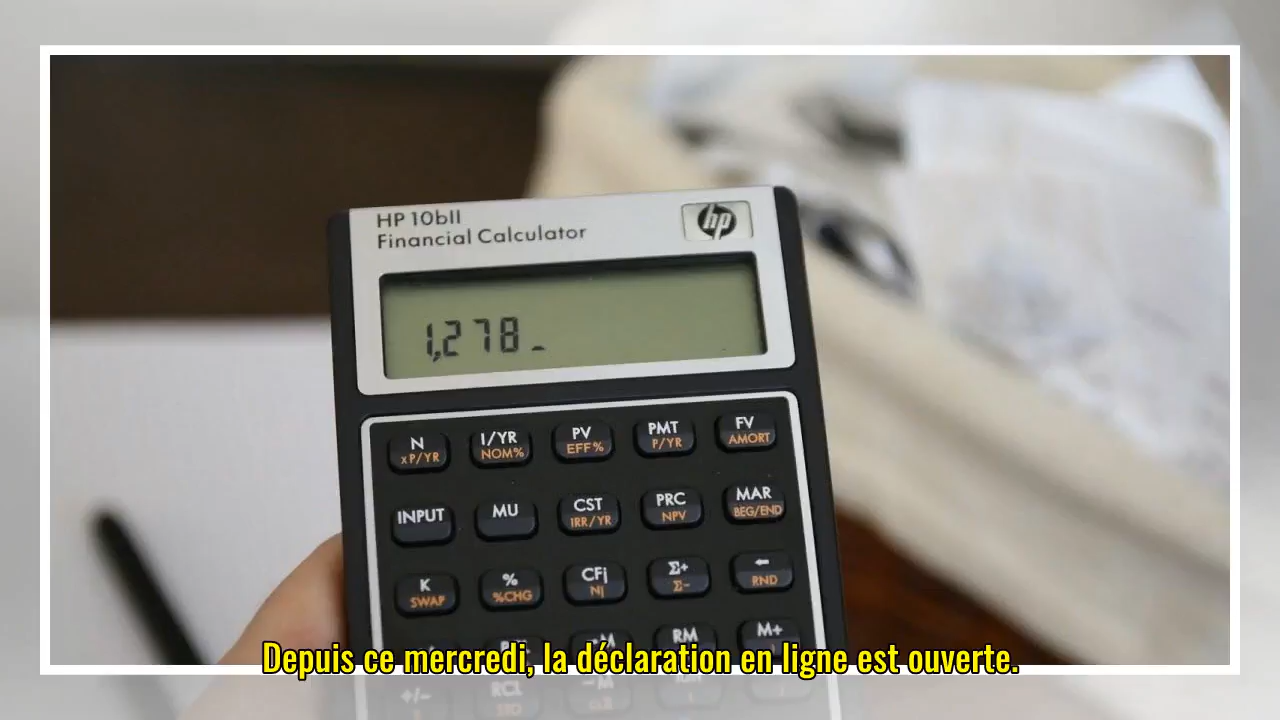 HP 10bII
Financial Calculator
hp
1,278_
N I/YR PV PMT FV
xP/YR NOM% EFF% P/YR AMORT
INPUT MU CST PRC MAR
IRR/YR NPV BEG/END
K % CFj Σ+ ←
SWAP %CHG Nj Σ- RND
RM M+
Depuis ce mercredi, la déclaration en ligne est ouverte.
+/- RCL -M
STO